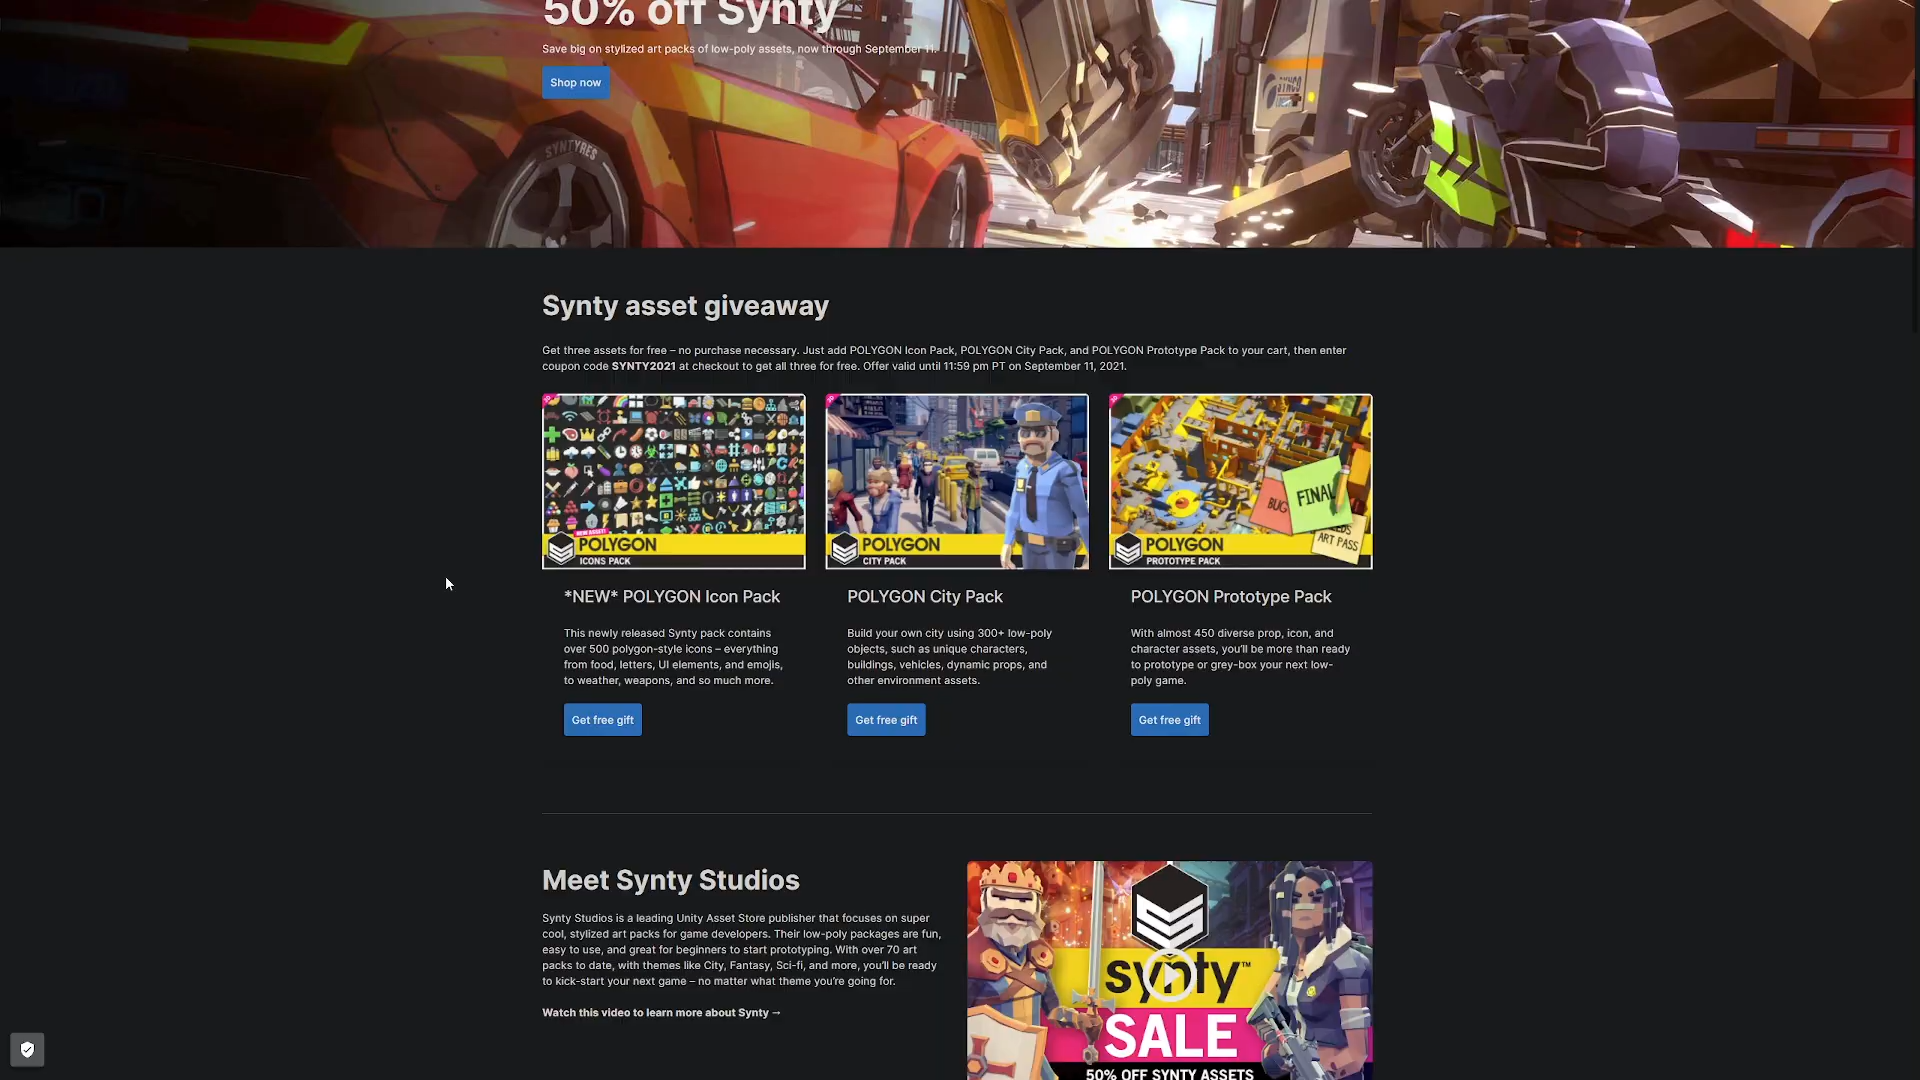 50% off Synty
Save big on stylized art packs of low-poly assets, now through September 11.
Shop now
SYNTYRES
Synty asset giveaway
Get three assets for free – no purchase necessary. Just add POLYGON Icon Pack, POLYGON City Pack, and POLYGON Prototype Pack to your cart, then enter
coupon code SYNTY2021 at checkout to get all three for free. Offer valid until 11:59 pm PT on September 11, 2021.
NEW ASSET!
POLYGON
ICONS PACK
POLYGON
CITY PACK
BUG
FINAL
ART PASS
POLYGON
PROTOTYPE PACK
*NEW* POLYGON Icon Pack
This newly released Synty pack contains
over 500 polygon-style icons – everything
from food, letters, UI elements, and emojis,
to weather, weapons, and so much more.
Get free gift
POLYGON City Pack
Build your own city using 300+ low-poly
objects, such as unique characters,
buildings, vehicles, dynamic props, and
other environment assets.
Get free gift
POLYGON Prototype Pack
With almost 450 diverse prop, icon, and
character assets, you'll be more than ready
to prototype or grey-box your next low-
poly game.
Get free gift
Meet Synty Studios
Synty Studios is a leading Unity Asset Store publisher that focuses on super
cool, stylized art packs for game developers. Their low-poly packages are fun,
easy to use, and great for beginners to start prototyping. With over 70 art
packs to date, with themes like City, Fantasy, Sci-fi, and more, you'll be ready
to kick-start your next game – no matter what theme you're going for.
Watch this video to learn more about Synty →
synty™
SALE
50% OFF SYNTY ASSETS